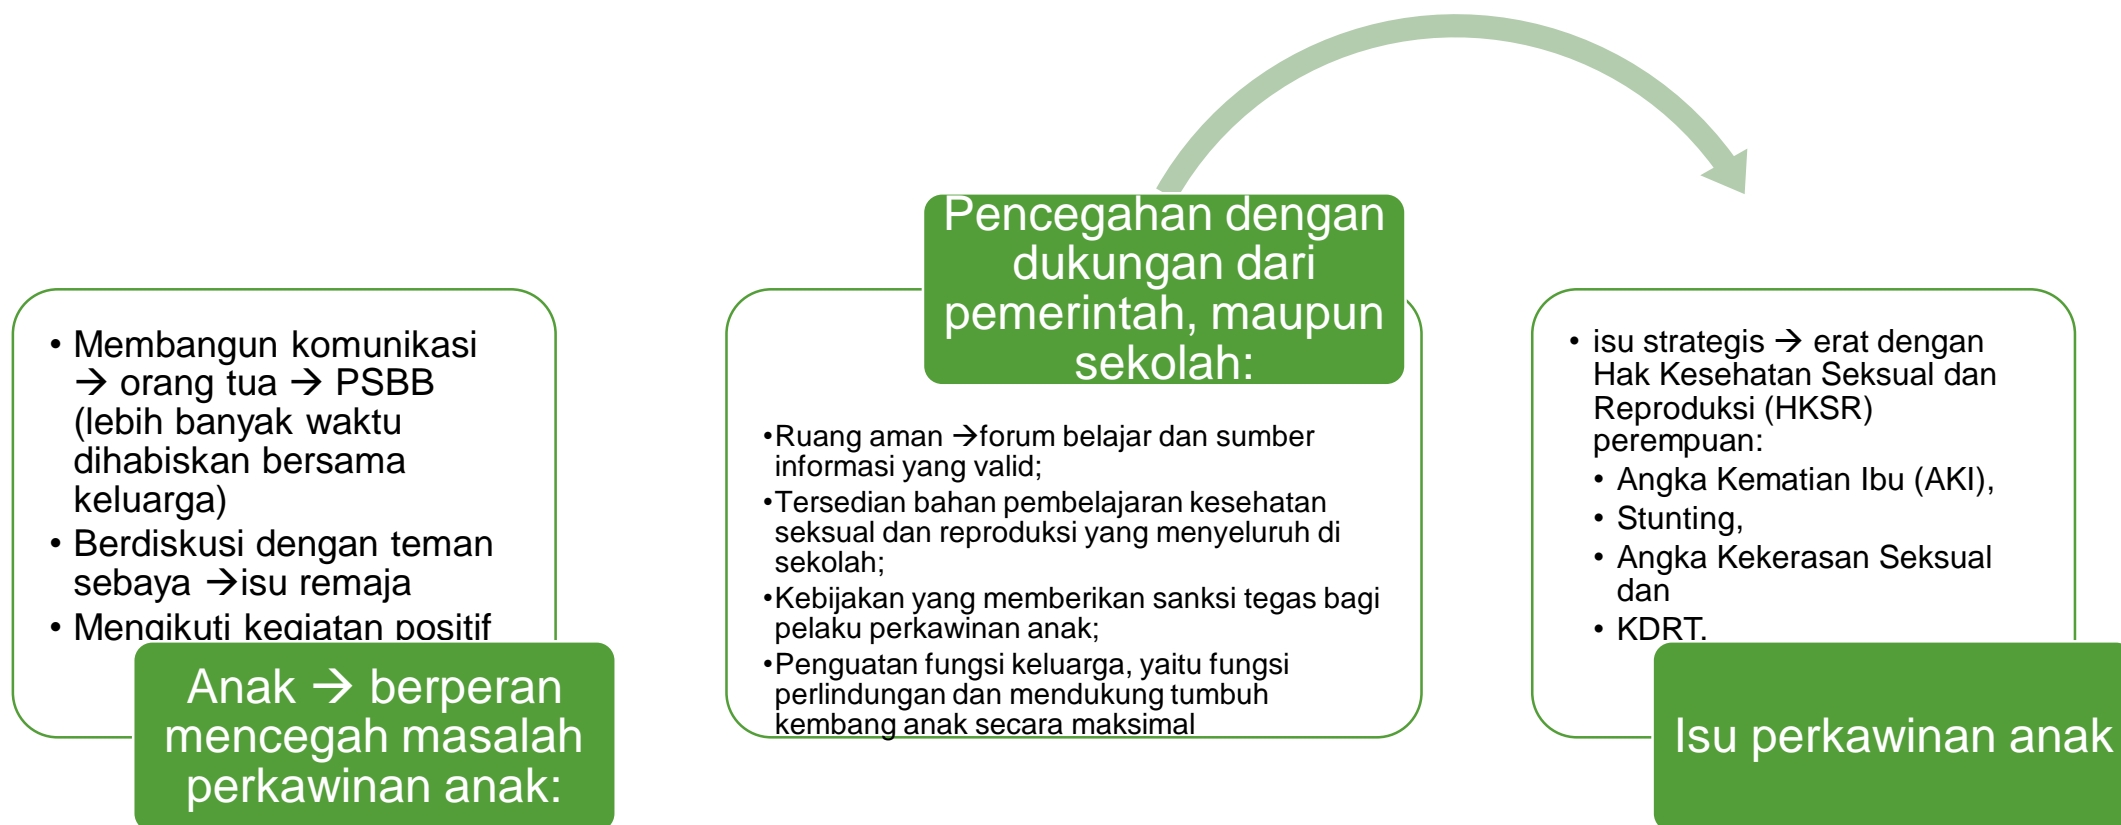 • Membangun komunikasi
→ orang tua → PSBB
(lebih banyak waktu
dihabiskan bersama
keluarga)
• Berdiskusi dengan teman
sebaya →isu remaja
• Mengikuti kegiatan positif
Anak → berperan
mencegah masalah
perkawinan anak:
Pencegahan dengan
dukungan dari
pemerintah, maupun
sekolah:
•Ruang aman →forum belajar dan sumber
informasi yang valid;
•Tersedian bahan pembelajaran kesehatan
seksual dan reproduksi yang menyeluruh di
sekolah;
•Kebijakan yang memberikan sanksi tegas bagi
pelaku perkawinan anak;
•Penguatan fungsi keluarga, yaitu fungsi
perlindungan dan mendukung tumbuh
kembang anak secara maksimal
• isu strategis → erat dengan
Hak Kesehatan Seksual dan
Reproduksi (HKSR)
perempuan:
• Angka Kematian Ibu (AKI),
• Stunting,
• Angka Kekerasan Seksual
dan
• KDRT.
Isu perkawinan anak